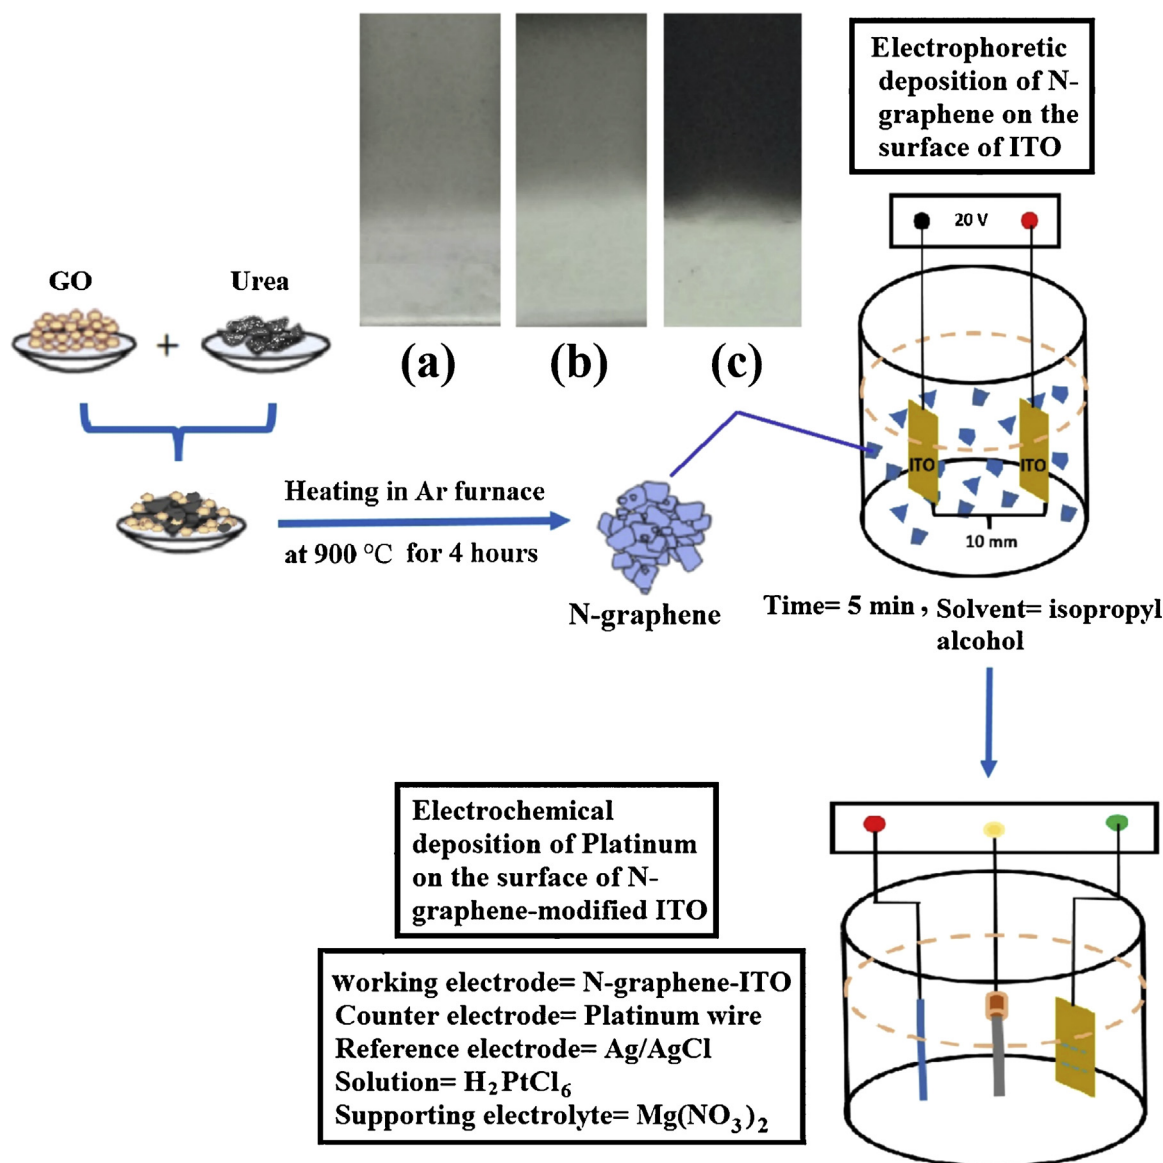 Electrophoretic
deposition of N-
graphene on the
surface of ITO
20 V
GO
Urea
+
(a)
(b)
(c)
ITO
ITO
10 mm
Heating in Ar furnace
at 900 °C for 4 hours
N-graphene
Time= 5 min , Solvent= isopropyl
alcohol
Electrochemical
deposition of Platinum
on the surface of N-
graphene-modified ITO
Working electrode= N-graphene-ITO
Counter electrode= Platinum wire
Reference electrode= Ag/AgCl
Solution= H₂PtCl₆
Supporting electrolyte= Mg(NO₃)₂